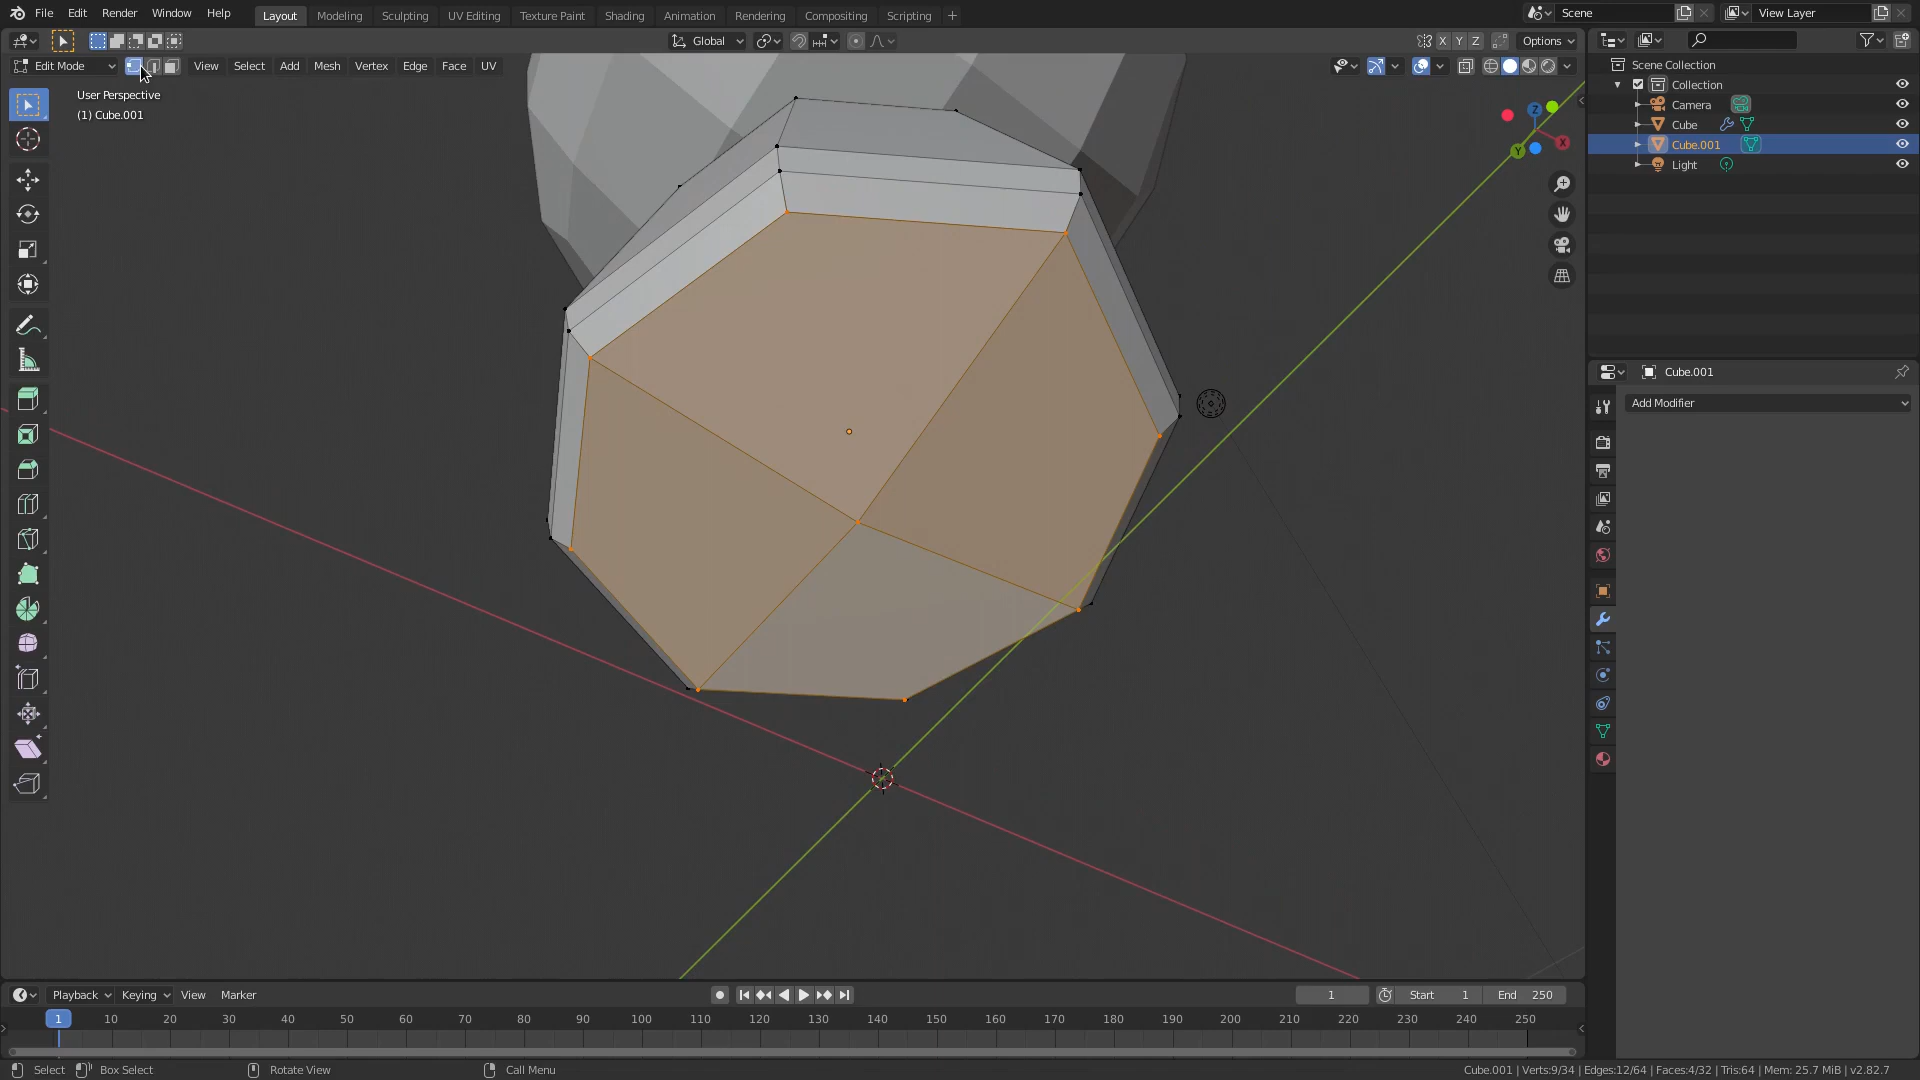 File Edit Render Window Help Layout Modeling Sculpting UV Editing Texture Paint Shading Animation Rendering Compositing Scripting + Scene View Layer
Global X Y Z Options
Edit Mode View Select Add Mesh Vertex Edge Face UV
Scene Collection
Collection
Camera
Cube
Cube.001
Light
User Perspective
(1) Cube.001
Z
X
Y
Cube.001
Add Modifier
Playback Keying View Marker 1 Start 1 End 250
1 10 20 30 40 50 60 70 80 90 100 110 120 130 140 150 160 170 180 190 200 210 220 230 240 250
Select Box Select Rotate View Call Menu Cube.001 | Verts:9/34 | Edges:12/64 | Faces:4/32 | Tris:64 | Mem: 25.7 MiB | v2.82.7